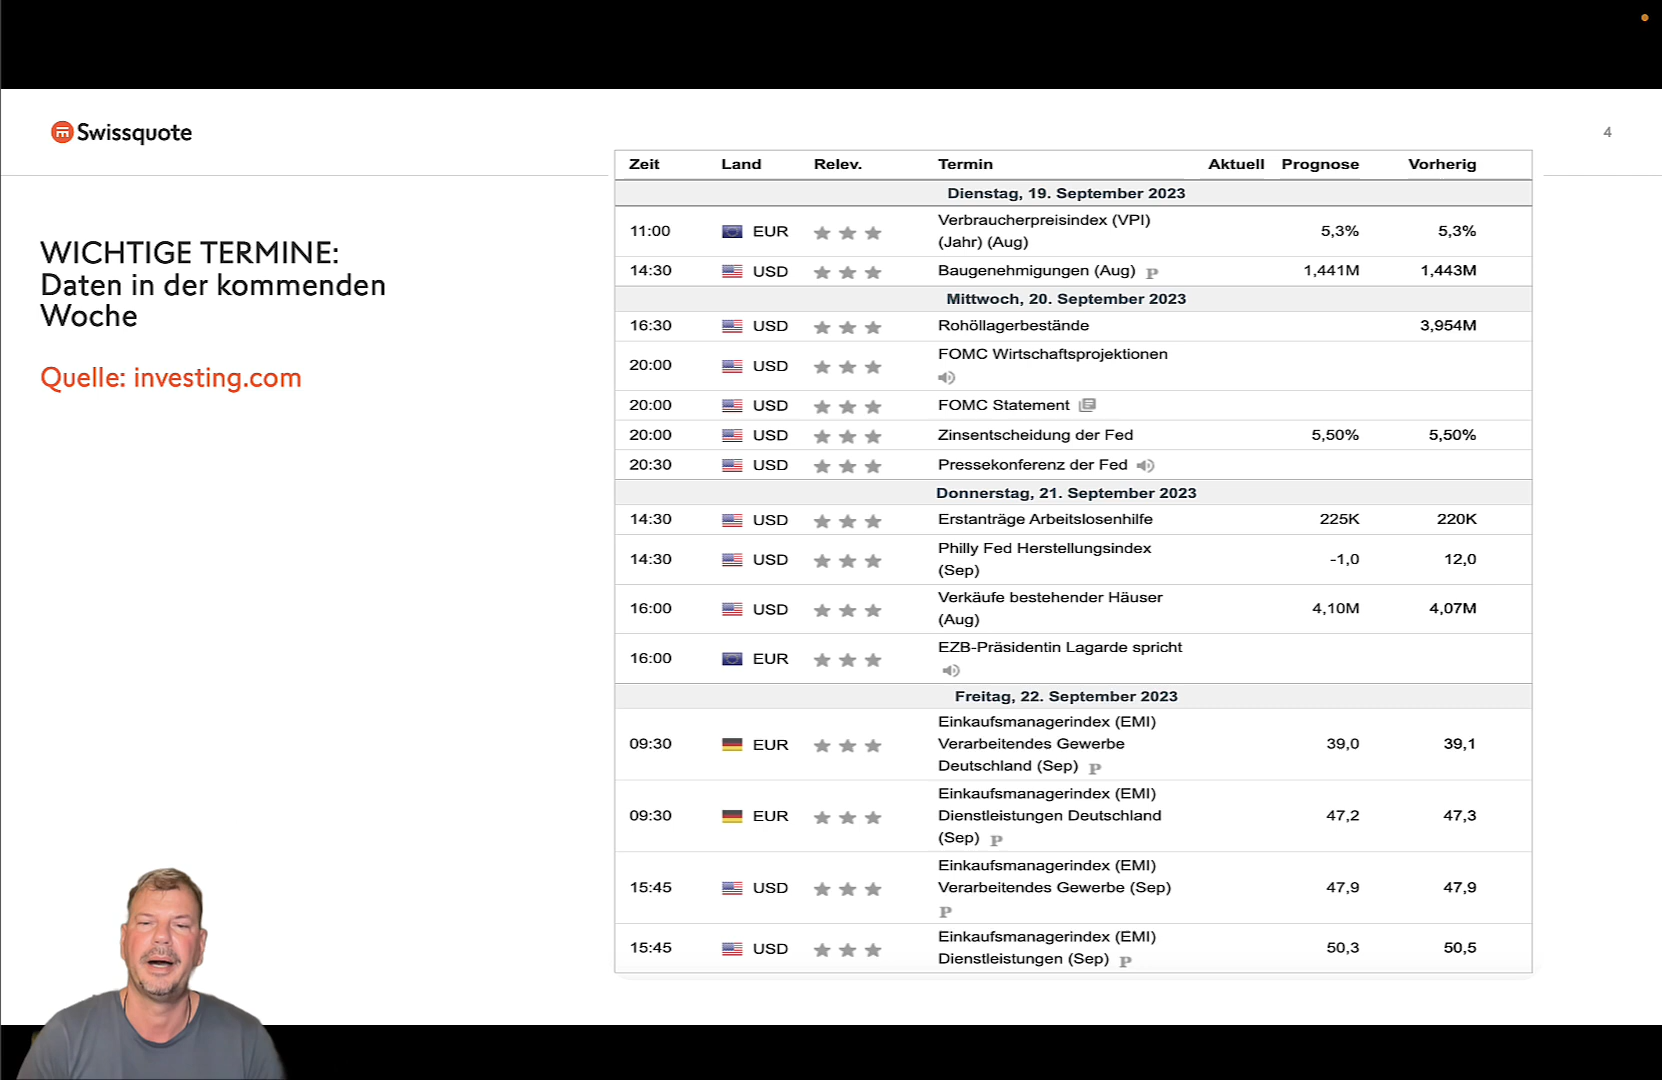 Swissquote
4
WICHTIGE TERMINE:
Daten in der kommenden
Woche
Quelle: investing.com
Zeit Land Relev. Termin Aktuell Prognose Vorherig
Dienstag, 19. September 2023
11:00 EUR Verbraucherpreisindex (VPI)
(Jahr) (Aug) 5,3% 5,3%
14:30 USD Baugenehmigungen (Aug) P 1,441M 1,443M
Mittwoch, 20. September 2023
16:30 USD Rohöllagerbestände 3,954M
20:00 USD FOMC Wirtschaftsprojektionen
20:00 USD FOMC Statement
20:00 USD Zinsentscheidung der Fed 5,50% 5,50%
20:30 USD Pressekonferenz der Fed
Donnerstag, 21. September 2023
14:30 USD Erstanträge Arbeitslosenhilfe 225K 220K
14:30 USD Philly Fed Herstellungsindex
(Sep) -1,0 12,0
16:00 USD Verkäufe bestehender Häuser
(Aug) 4,10M 4,07M
16:00 EUR EZB-Präsidentin Lagarde spricht
Freitag, 22. September 2023
09:30 EUR Einkaufsmanagerindex (EMI)
Verarbeitendes Gewerbe
Deutschland (Sep) P 39,0 39,1
09:30 EUR Einkaufsmanagerindex (EMI)
Dienstleistungen Deutschland
(Sep) P 47,2 47,3
15:45 USD Einkaufsmanagerindex (EMI)
Verarbeitendes Gewerbe (Sep)
P 47,9 47,9
15:45 USD Einkaufsmanagerindex (EMI)
Dienstleistungen (Sep) P 50,3 50,5